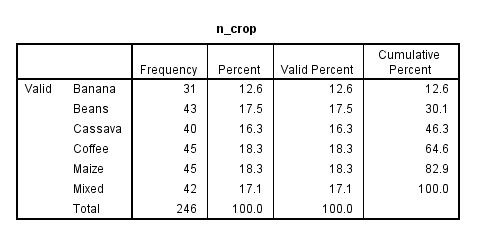 n_crop
Frequency Percent Valid Percent Cumulative Percent
Valid Banana 31 12.6 12.6 12.6
Beans 43 17.5 17.5 30.1
Cassava 40 16.3 16.3 46.3
Coffee 45 18.3 18.3 64.6
Maize 45 18.3 18.3 82.9
Mixed 42 17.1 17.1 100.0
Total 246 100.0 100.0